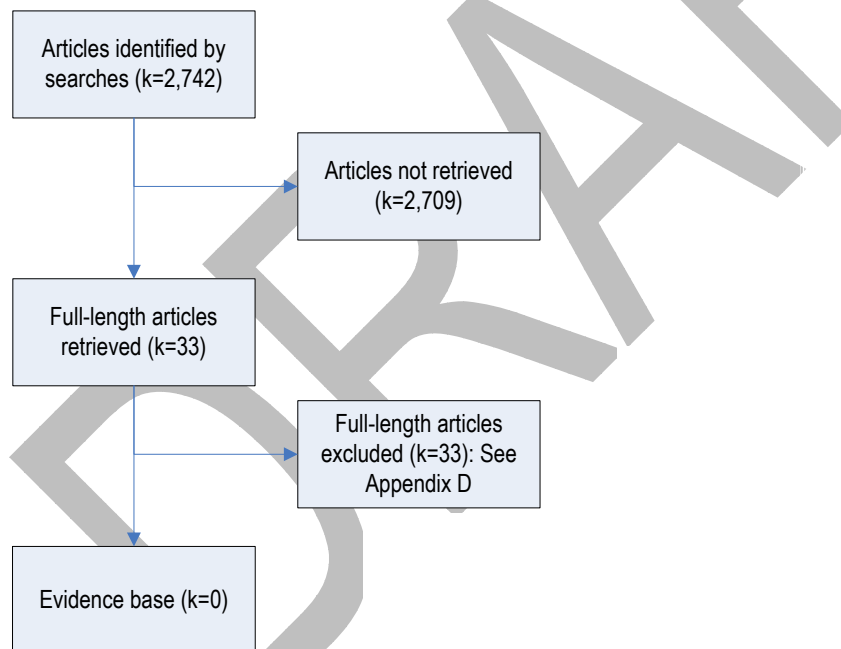 Articles identified by
searches (k=2,742)
Articles not retrieved
(k=2,709)
Full-length articles
retrieved (k=33)
Full-length articles
excluded (k=33): See
Appendix D
Evidence base (k=0)
DRA